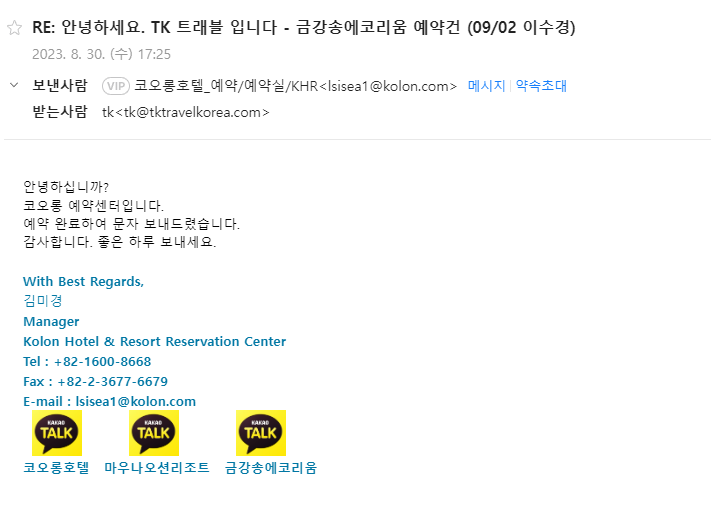 RE: 안녕하세요. TK 트래블 입니다 - 금강송에코리움 예약건 (09/02 이수경)
2023. 8. 30. (수) 17:25
보낸사람 VIP 코오롱호텔_예약/예약실/KHR<lsisea1@kolon.com> 메시지 약속초대
받는사람 tk<tk@tktravelkorea.com>
안녕하십니까?
코오롱 예약센터입니다.
예약 완료하여 문자 보내드렸습니다.
감사합니다. 좋은 하루 보내세요.
With Best Regards,
김미경
Manager
Kolon Hotel & Resort Reservation Center
Tel : +82-1600-8668
Fax : +82-2-3677-6679
E-mail : lsisea1@kolon.com
KAKAO KAKAO KAKAO
TALK TALK TALK
코오롱호텔 마우나오션리조트 금강송에코리움